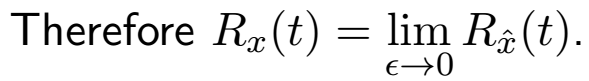 Therefore $R_x(t) = \lim_{\epsilon \to 0} R_{\hat{x}}(t)$.